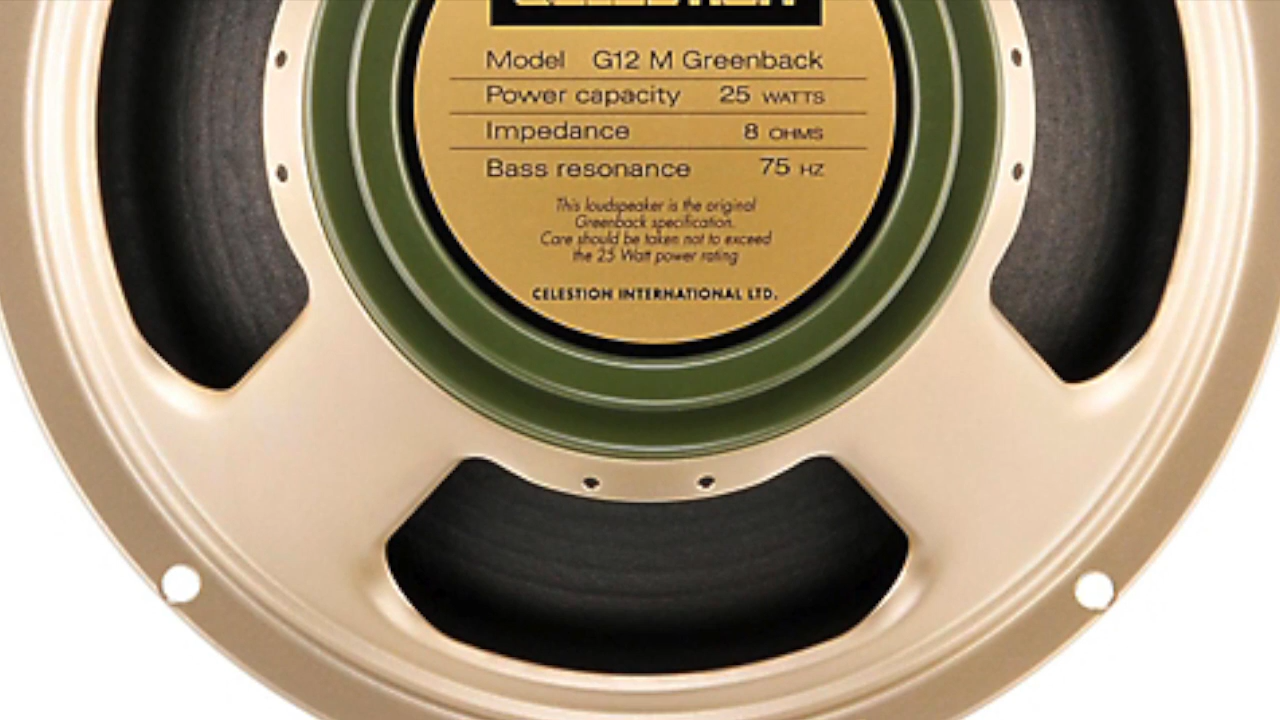 CELESTION
Model G12 M Greenback
Power capacity 25 WATTS
Impedance 8 OHMS
Bass resonance 75 HZ
This loudspeaker is the original
Greenback specification.
Care should be taken not to exceed
the 25 Watt power rating
CELESTION INTERNATIONAL LTD.